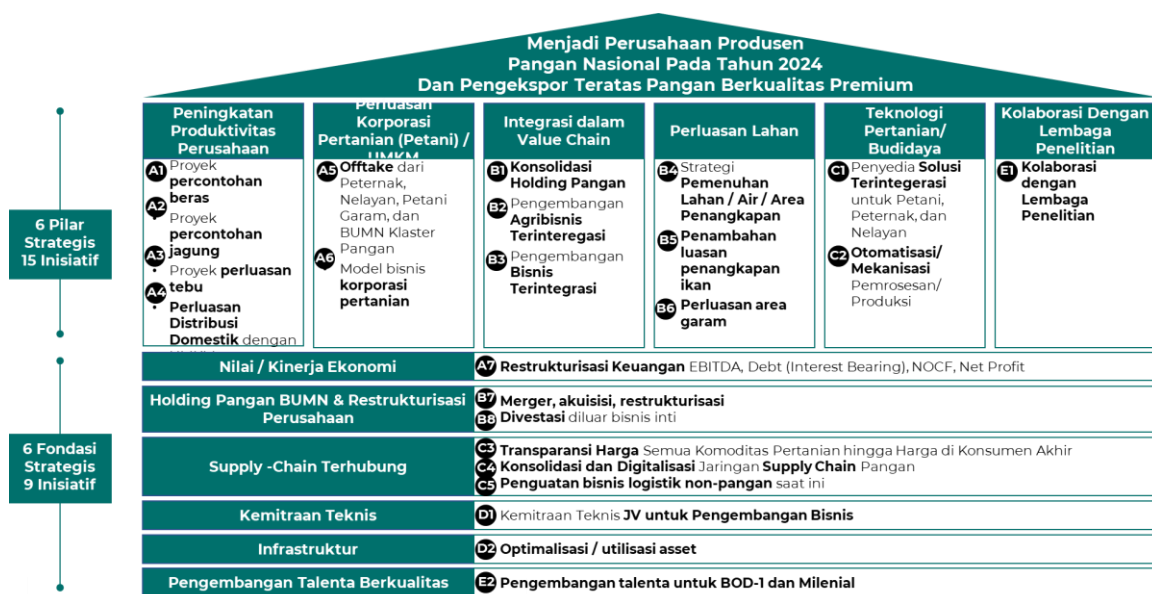 Menjadi Perusahaan Produsen
Pangan Nasional Pada Tahun 2024
Dan Pengekspor Teratas Pangan Berkualitas Premium
6 Pilar
Strategis
15 Inisiatif
Peningkatan
Produktivitas
Perusahaan
A1 Proyek
percontohan
beras
A2
• Proyek
percontohan
jagung
A3
• Proyek perluasan
tebu
A4
• Perluasan
Distribusi
Domestik dengan
Perluasan
Korporasi
Pertanian (Petani) /
UMKM
A5 Offtake dari
Peternak,
Nelayan, Petani
Garam, dan
BUMN Klaster
Pangan
A6 Model bisnis
korporasi
pertanian
Integrasi dalam
Value Chain
B1 Konsolidasi
Holding Pangan
B2 Pengembangan
Agribisnis
Terinteregasi
B3 Pengembangan
Bisnis
Terintegrasi
Perluasan Lahan
B4 Strategi
Pemenuhan
Lahan / Air / Area
Penangkapan
B5 Penambahan
luasan
penangkapan
ikan
B6 Perluasan area
garam
Teknologi
Pertanian/
Budidaya
C1 Penyedia Solusi
Terintegerasi
untuk Petani,
Peternak, dan
Nelayan
C2 Otomatisasi/
Mekanisasi
Pemrosesan/
Produksi
Kolaborasi Dengan
Lembaga
Penelitian
E1 Kolaborasi
dengan
Lembaga
Penelitian
6 Fondasi
Strategis
9 Inisiatif
Nilai / Kinerja Ekonomi
A7 Restrukturisasi Keuangan EBITDA, Debt (Interest Bearing), NOCF, Net Profit
Holding Pangan BUMN & Restrukturisasi
Perusahaan
B7 Merger, akuisisi, restrukturisasi
B8 Divestasi diluar bisnis inti
Supply -Chain Terhubung
C3 Transparansi Harga Semua Komoditas Pertanian hingga Harga di Konsumen Akhir
C4 Konsolidasi dan Digitalisasi Jaringan Supply Chain Pangan
C5 Penguatan bisnis logistik non-pangan saat ini
Kemitraan Teknis
D1 Kemitraan Teknis JV untuk Pengembangan Bisnis
Infrastruktur
D2 Optimalisasi / utilisasi asset
Pengembangan Talenta Berkualitas
E2 Pengembangan talenta untuk BOD-1 dan Milenial